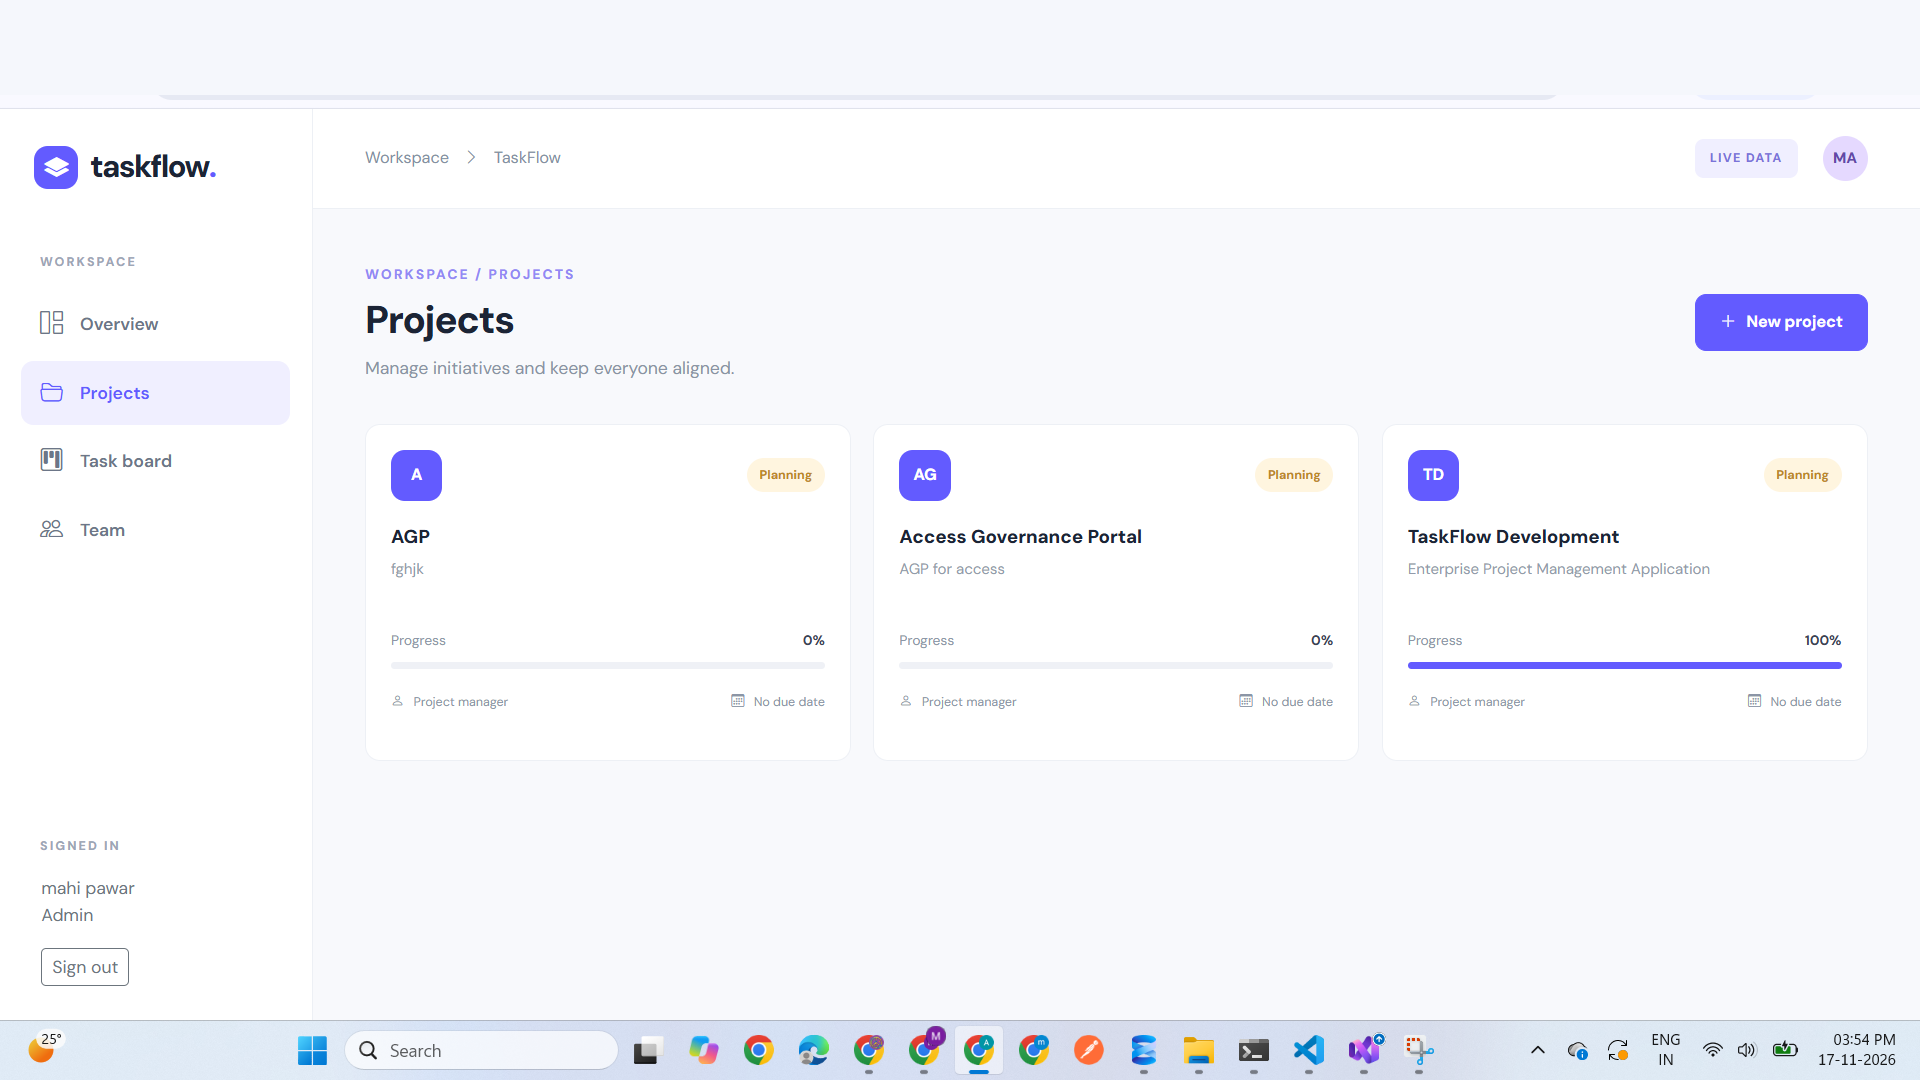 taskflow.
WORKSPACE
Overview
Projects
Task board
Team
SIGNED IN
mahi pawar
Admin
Sign out
Workspace > TaskFlow
LIVE DATA
MA
WORKSPACE / PROJECTS
Projects
Manage initiatives and keep everyone aligned.
+ New project
A
Planning
AGP
fghjk
Progress 0%
Project manager No due date
AG
Planning
Access Governance Portal
AGP for access
Progress 0%
Project manager No due date
TD
Planning
TaskFlow Development
Enterprise Project Management Application
Progress 100%
Project manager No due date
25°
Search
M
A
m
ENG
IN
03:54 PM
17-11-2026